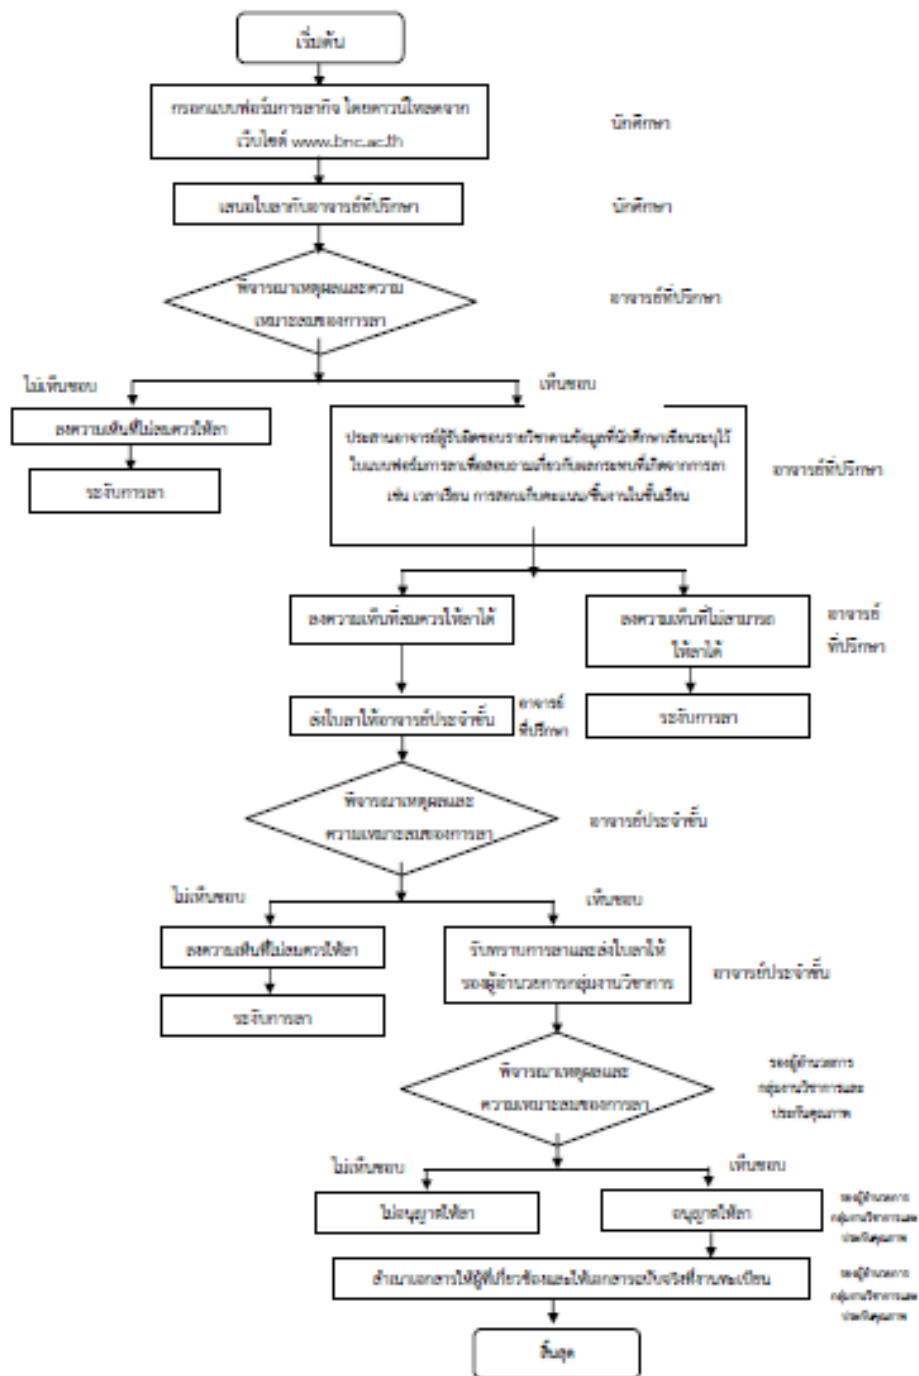 เริ่มต้น
กรอกแบบฟอร์มการลากิจ โดยดาวน์โหลดจาก
เว็บไซต์ www.bnc.ac.th
นักศึกษา
เสนอใบลากับอาจารย์ที่ปรึกษา
นักศึกษา
พิจารณาเหตุผลและความ
เหมาะสมของการลา
อาจารย์ที่ปรึกษา
ไม่เห็นชอบ
เห็นชอบ
ลงความเห็นที่ไม่สมควรให้ลา
ระงับการลา
ประสานอาจารย์ผู้รับผิดชอบรายวิชาตามข้อมูลที่นักศึกษาเขียนระบุไว้
ในแบบฟอร์มการลาเพื่อสอบถามเกี่ยวกับผลกระทบที่เกิดจากการลา
เช่น เวลาเรียน การสอบเก็บคะแนน/ชิ้นงานในชั้นเรียน
อาจารย์ที่ปรึกษา
ลงความเห็นที่สมควรให้ลาได้
ลงความเห็นที่ไม่สามารถ
ให้ลาได้
อาจารย์
ที่ปรึกษา
ส่งใบลาให้อาจารย์ประจำชั้น
อาจารย์
ที่ปรึกษา
ระงับการลา
พิจารณาเหตุผลและ
ความเหมาะสมของการลา
อาจารย์ประจำชั้น
ไม่เห็นชอบ
เห็นชอบ
ลงความเห็นที่ไม่สมควรให้ลา
ระงับการลา
รับทราบการลาและส่งใบลาให้
รองผู้อำนวยการกลุ่มงานวิชาการ
อาจารย์ประจำชั้น
พิจารณาเหตุผลและ
ความเหมาะสมของการลา
รองผู้อำนวยการ
กลุ่มงานวิชาการและ
ประกันคุณภาพ
ไม่เห็นชอบ
เห็นชอบ
ไม่อนุญาตให้ลา
อนุญาตให้ลา
รองผู้อำนวยการ
กลุ่มงานวิชาการและ
ประกันคุณภาพ
สำเนาเอกสารให้ผู้ที่เกี่ยวข้องและให้เอกสารฉบับจริงที่งานทะเบียน
รองผู้อำนวยการ
กลุ่มงานวิชาการและ
ประกันคุณภาพ
สิ้นสุด